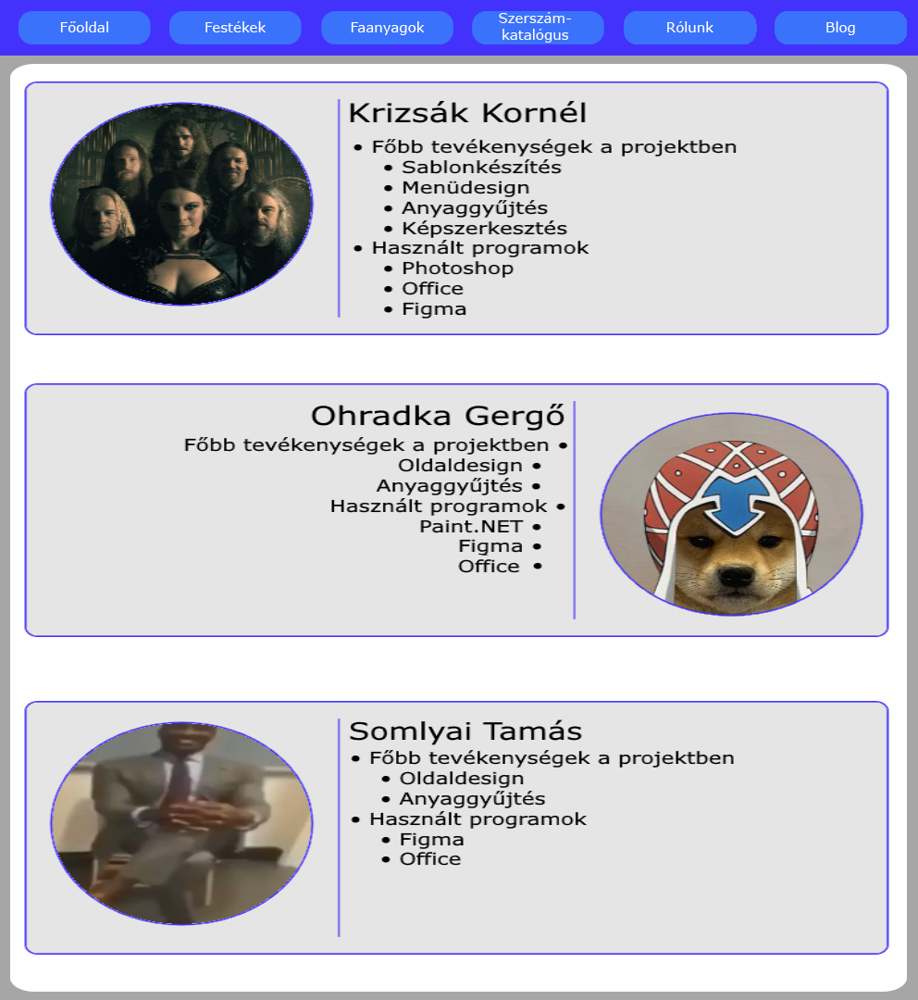 Főoldal
Festékek
Faanyagok
Szerszám-
katalógus
Rólunk
Blog
Krizsák Kornél
• Főbb tevékenységek a projektben
• Sablonkészítés
• Menüdesign
• Anyaggyűjtés
• Képszerkesztés
• Használt programok
• Photoshop
• Office
• Figma
Ohradka Gergő
Főbb tevékenységek a projektben •
Oldaldesign •
Anyaggyűjtés •
Használt programok •
Paint.NET •
Figma •
Office •
Somlyai Tamás
• Főbb tevékenységek a projektben
• Oldaldesign
• Anyaggyűjtés
• Használt programok
• Figma
• Office